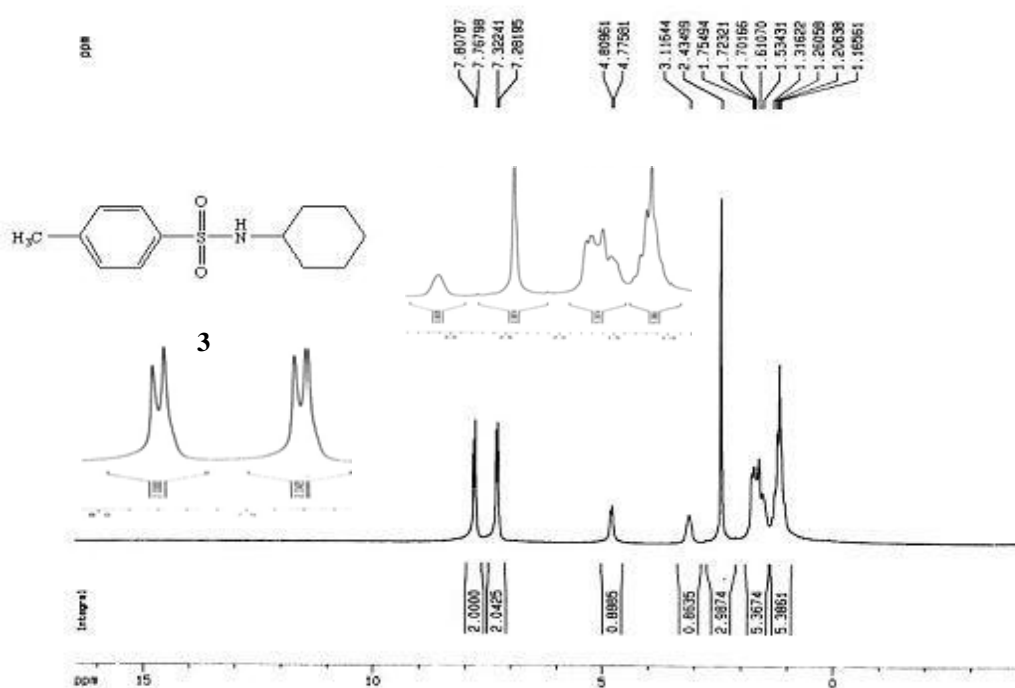 ppm
7.80787
7.76798
7.32241
7.28195
4.80961
4.77581
3.11644
2.43499
1.75494
1.72321
1.70166
1.61070
1.53431
1.31622
1.26058
1.20638
1.16561
H₃C
O
S
O
H
N
3
Integral
2.0000
2.0425
0.8885
0.8635
2.9874
5.3674
5.3861
ppm 15 10 5 0